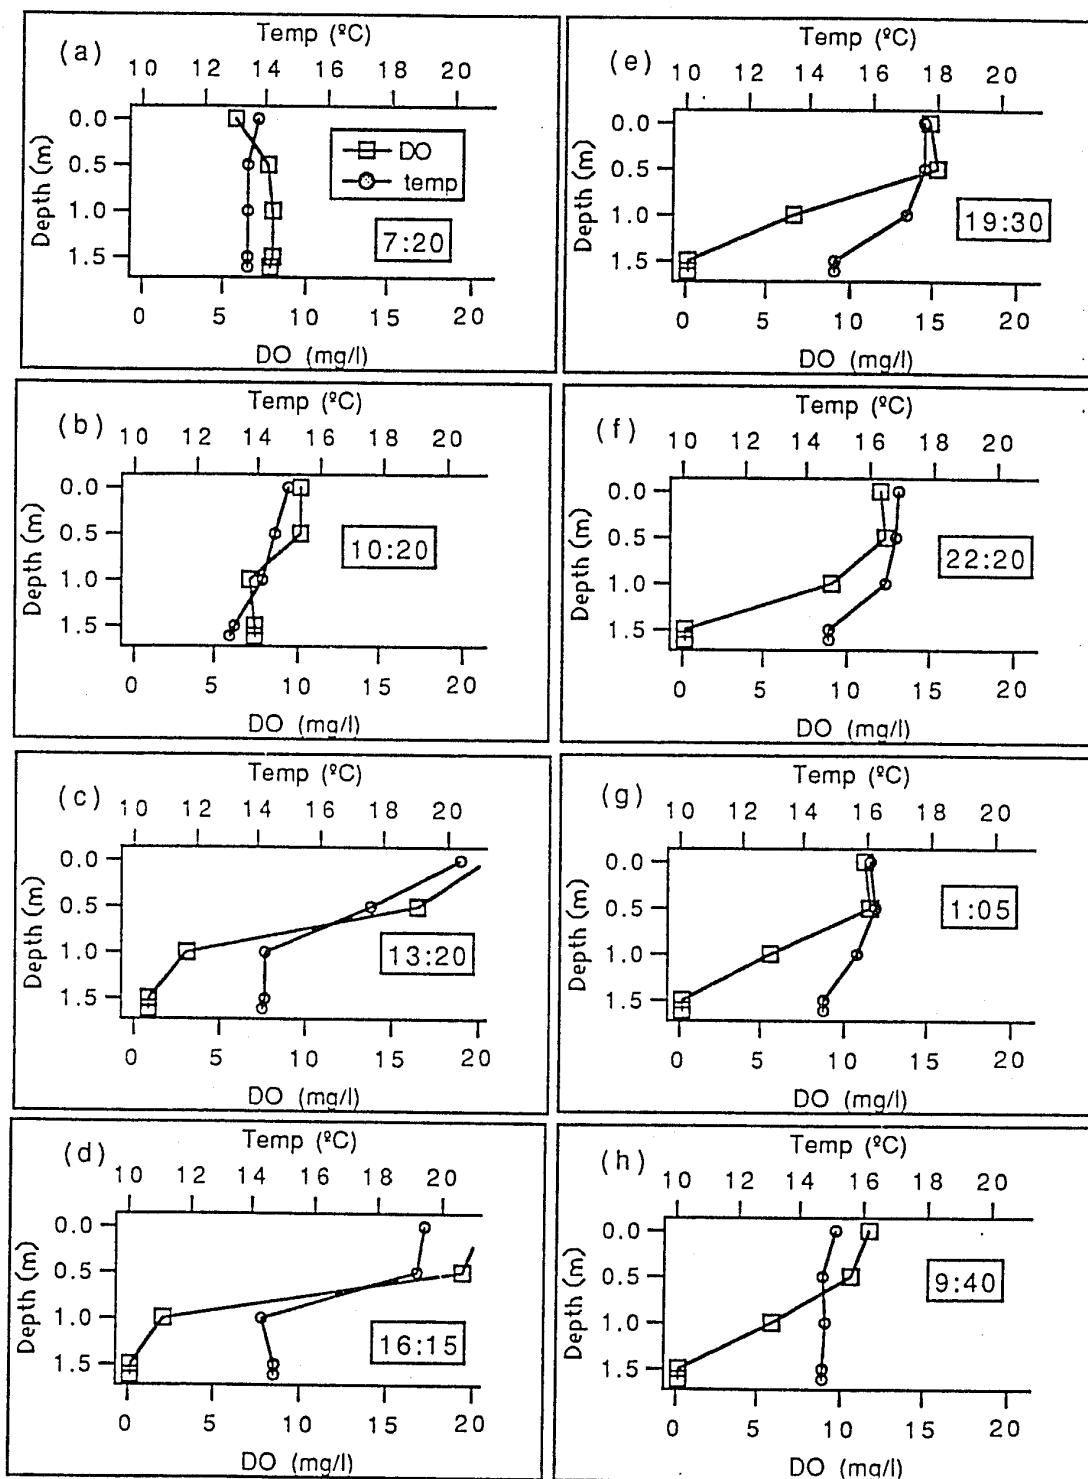 (a)
Temp (ºC)
10 12 14 16 18 20
0.0
0.5
1.0
1.5
Depth (m)
DO
temp
7:20
0 5 10 15 20
DO (mg/l)
(b)
Temp (ºC)
10 12 14 16 18 20
0.0
0.5
1.0
1.5
Depth (m)
10:20
0 5 10 15 20
DO (mg/l)
(c)
Temp (ºC)
10 12 14 16 18 20
0.0
0.5
1.0
1.5
Depth (m)
13:20
0 5 10 15 20
DO (mg/l)
(d)
Temp (ºC)
10 12 14 16 18 20
0.0
0.5
1.0
1.5
Depth (m)
16:15
0 5 10 15 20
DO (mg/l)
(e)
Temp (ºC)
10 12 14 16 18 20
0.0
0.5
1.0
1.5
Depth (m)
19:30
0 5 10 15 20
DO (mg/l)
(f)
Temp (ºC)
10 12 14 16 18 20
0.0
0.5
1.0
1.5
Depth (m)
22:20
0 5 10 15 20
DO (mg/l)
(g)
Temp (ºC)
10 12 14 16 18 20
0.0
0.5
1.0
1.5
Depth (m)
1:05
0 5 10 15 20
DO (mg/l)
(h)
Temp (ºC)
10 12 14 16 18 20
0.0
0.5
1.0
1.5
Depth (m)
9:40
0 5 10 15 20
DO (mg/l)